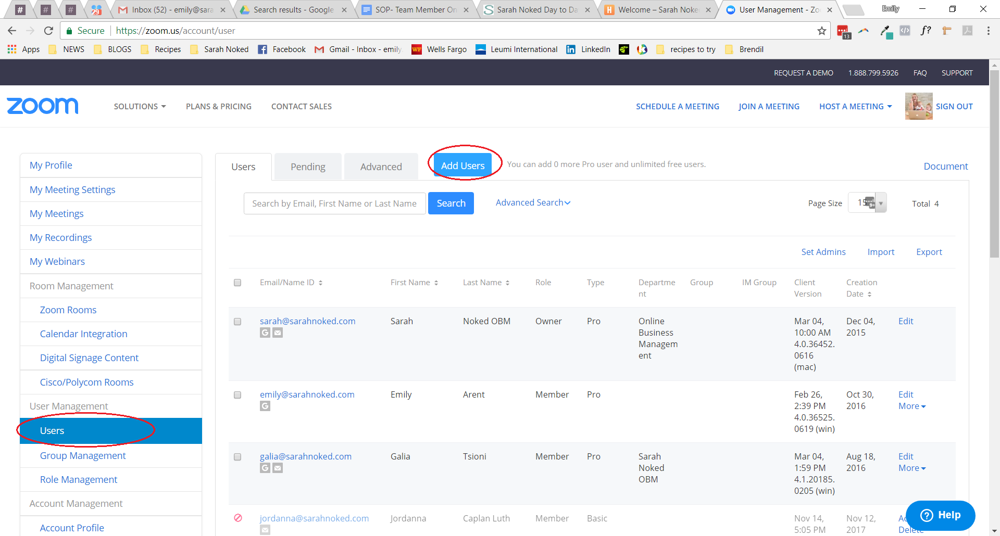 Inbox (52) - emily@sara
Search results - Google
SOP- Team Member On
Sarah Noked Day to Da
Welcome – Sarah Noke
User Management - Zo
Emily
Secure
https://zoom.us/account/user
13
f?
Apps
NEWS
BLOGS
Recipes
Sarah Noked
Facebook
Gmail - Inbox - emily
Wells Fargo
Leumi International
LinkedIn
recipes to try
Brendil
REQUEST A DEMO
1.888.799.5926
FAQ
SUPPORT
zoom
SOLUTIONS
PLANS & PRICING
CONTACT SALES
SCHEDULE A MEETING
JOIN A MEETING
HOST A MEETING
SIGN OUT
My Profile
My Meeting Settings
My Meetings
My Recordings
My Webinars
Room Management
Zoom Rooms
Calendar Integration
Digital Signage Content
Cisco/Polycom Rooms
User Management
Users
Group Management
Role Management
Account Management
Account Profile
Users
Pending
Advanced
Add Users
You can add 0 more Pro user and unlimited free users.
Document
Search by Email, First Name or Last Name
Search
Advanced Search
Page Size
15
Total 4
Set Admins
Import
Export
Email/Name ID
First Name
Last Name
Role
Type
Departme
nt
Group
IM Group
Client
Version
Creation
Date
sarah@sarahnoked.com
Sarah
Noked OBM
Owner
Pro
Online
Business
Managem
ent
Mar 04,
10:00 AM
4.0.36452.
0616
(mac)
Dec 04,
2015
Edit
emily@sarahnoked.com
Emily
Arent
Member
Pro
Feb 26,
2:39 PM
4.0.36525.
0619 (win)
Oct 30,
2016
Edit
More
galia@sarahnoked.com
Galia
Tsioni
Member
Pro
Sarah
Noked
OBM
Mar 04,
1:59 PM
4.1.20185.
0205 (win)
Aug 18,
2016
Edit
More
jordanna@sarahnoked.com
Jordanna
Caplan Luth
Member
Basic
Nov 14,
5:05 PM
Nov 12,
2017
Delete
Help